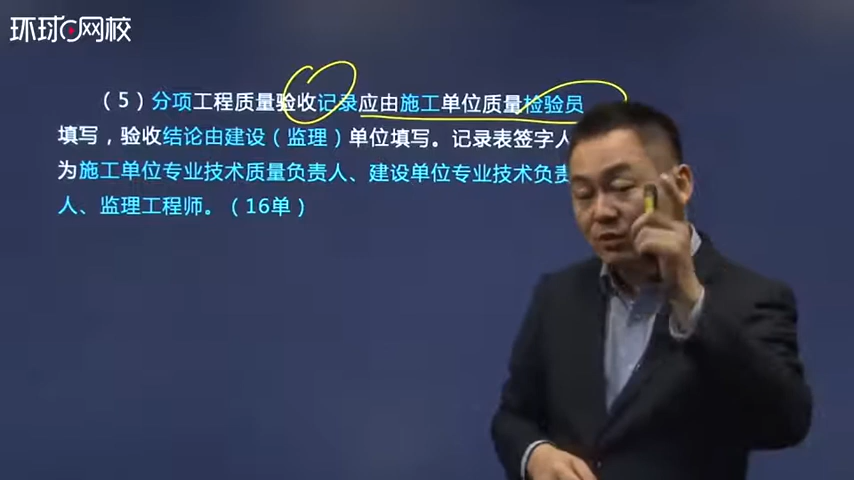 环球网校
（5）分项工程质量验收记录应由施工单位质量检验员
填写，验收结论由建设（监理）单位填写。记录表签字人
为施工单位专业技术质量负责人、建设单位专业技术负责
人、监理工程师。（16单）